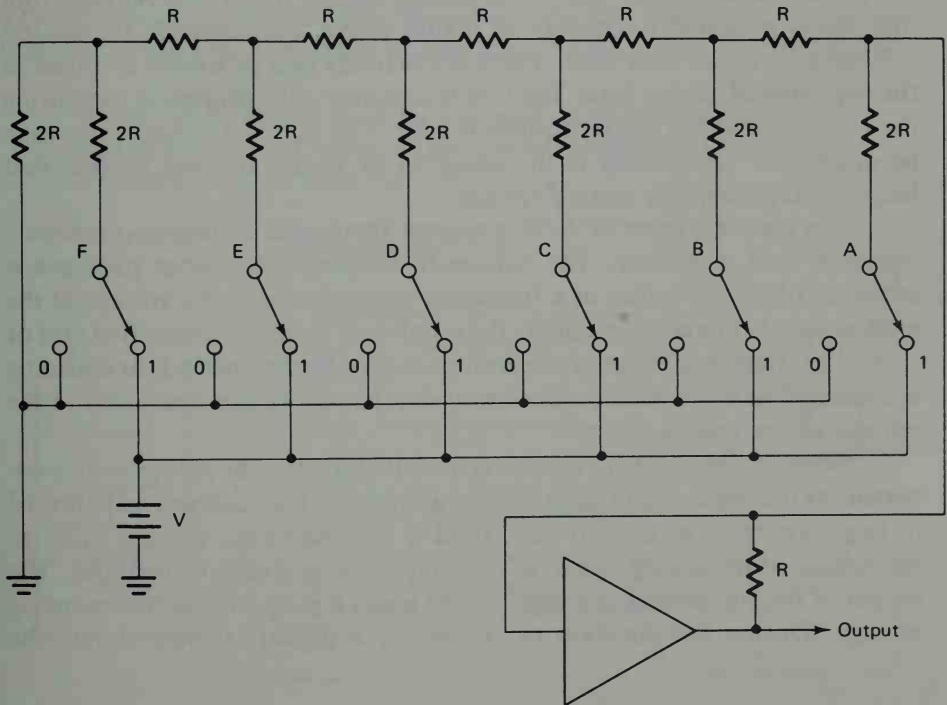 R R R R R
2R 2R 2R 2R 2R 2R 2R
F E D C B A
0 1 0 1 0 1 0 1 0 1 0 1
V
R
Output